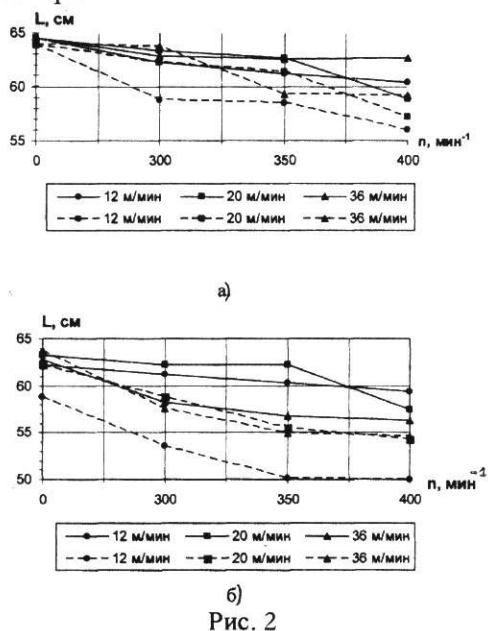 L, см
65
60
55
0
300
350
400
n, мин⁻¹
12 м/мин 20 м/мин 36 м/мин
12 м/мин 20 м/мин 36 м/мин
а)
L, см
65
60
55
50
0
300
350
400
n, мин⁻¹
12 м/мин 20 м/мин 36 м/мин
12 м/мин 20 м/мин 36 м/мин
б)
Рис. 2